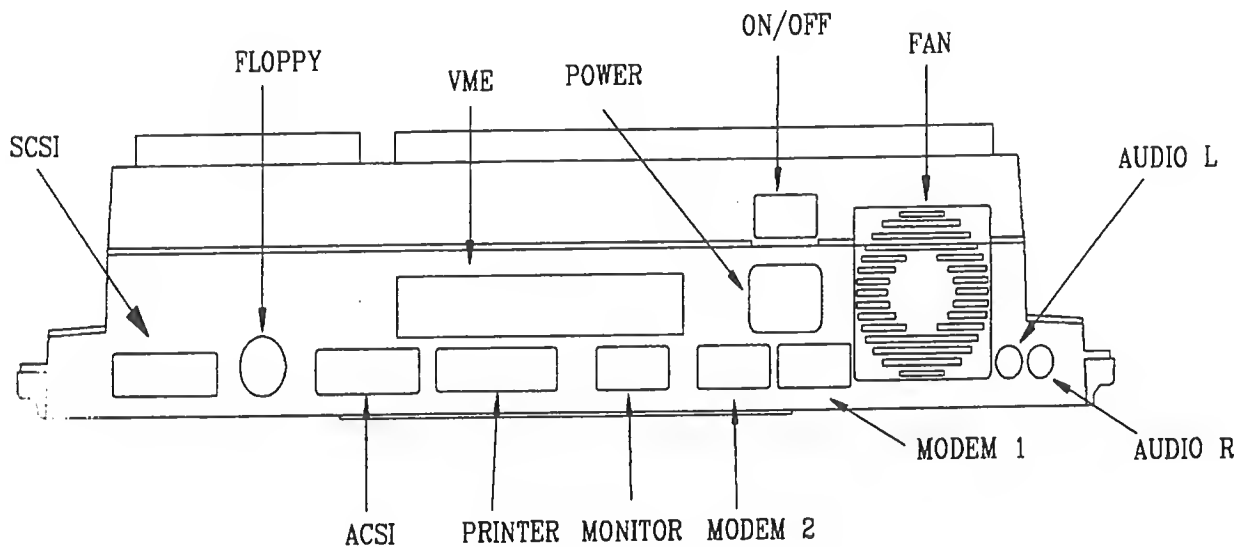 ON/OFF
FAN
FLOPPY
VME
POWER
SCSI
AUDIO L
MODEM 1
AUDIO R
ACSI
PRINTER
MONITOR
MODEM 2